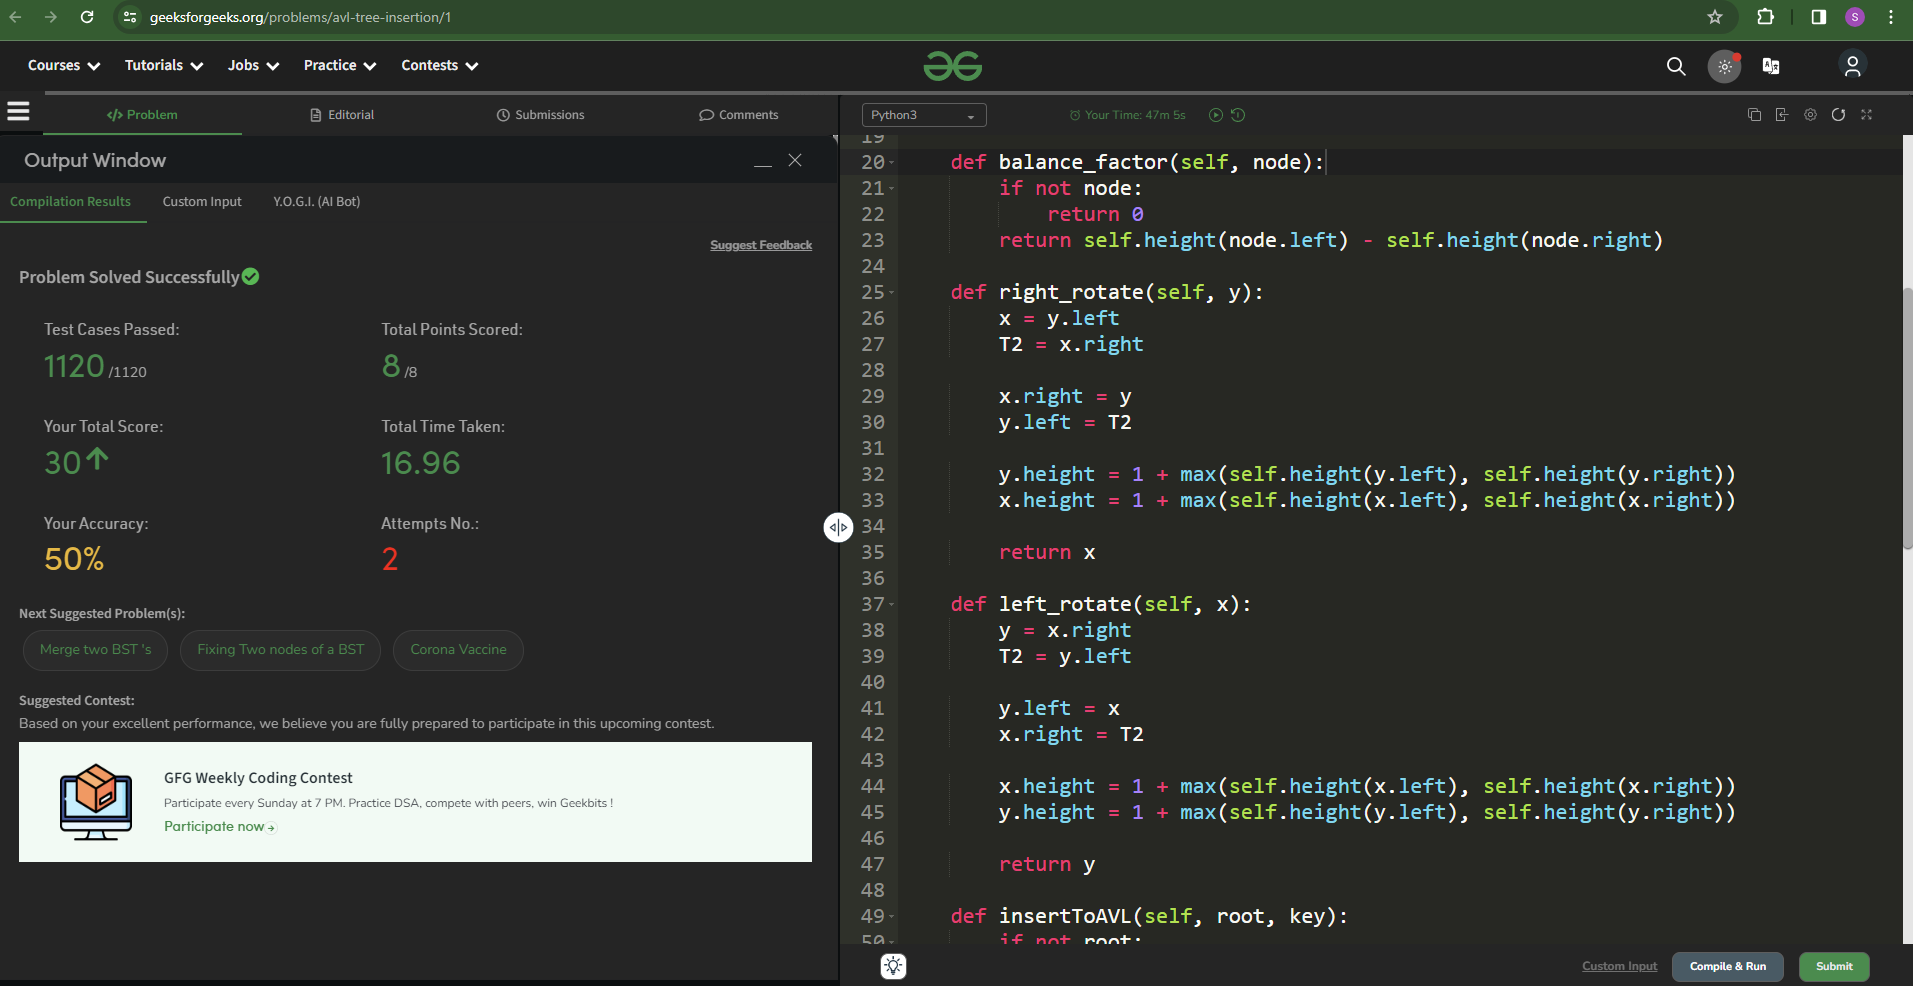 geeksforgeeks.org/problems/avl-tree-insertion/1
S
Courses
Tutorials
Jobs
Practice
Contests
</> Problem
Editorial
Submissions
Comments
Python3
Your Time: 47m 5s
Output Window
Compilation Results
Custom Input
Y.O.G.I. (AI Bot)
Suggest Feedback
Problem Solved Successfully
Test Cases Passed:
Total Points Scored:
1120 /1120
8 /8
Your Total Score:
Total Time Taken:
30
16.96
Your Accuracy:
Attempts No.:
50%
2
Next Suggested Problem(s):
Merge two BST 's
Fixing Two nodes of a BST
Corona Vaccine
Suggested Contest:
Based on your excellent performance, we believe you are fully prepared to participate in this upcoming contest.
GFG Weekly Coding Contest
Participate every Sunday at 7 PM. Practice DSA, compete with peers, win Geekbits !
Participate now
19
20 def balance_factor(self, node):
21 if not node:
22 return 0
23 return self.height(node.left) - self.height(node.right)
24
25 def right_rotate(self, y):
26 x = y.left
27 T2 = x.right
28
29 x.right = y
30 y.left = T2
31
32 y.height = 1 + max(self.height(y.left), self.height(y.right))
33 x.height = 1 + max(self.height(x.left), self.height(x.right))
34
35 return x
36
37 def left_rotate(self, x):
38 y = x.right
39 T2 = y.left
40
41 y.left = x
42 x.right = T2
43
44 x.height = 1 + max(self.height(x.left), self.height(x.right))
45 y.height = 1 + max(self.height(y.left), self.height(y.right))
46
47 return y
48
49 def insertToAVL(self, root, key):
50 if not root:
Custom Input
Compile & Run
Submit